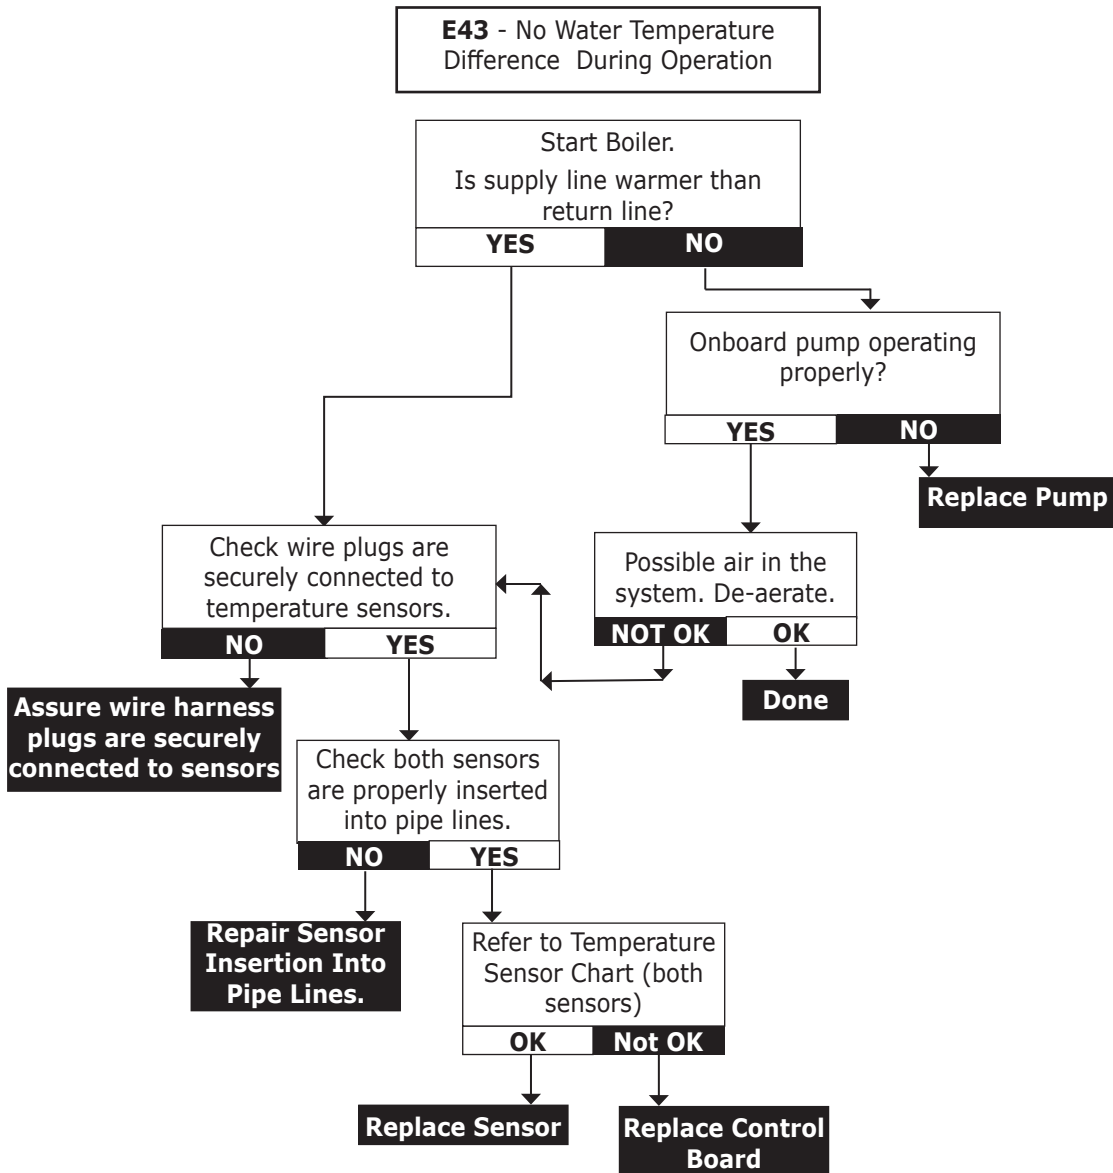 E43 - No Water Temperature
Difference During Operation
Start Boiler.
Is supply line warmer than
return line?
YES
NO
Onboard pump operating
properly?
YES
NO
Replace Pump
Check wire plugs are
securely connected to
temperature sensors.
NO
YES
Possible air in the
system. De-aerate.
NOT OK
OK
Done
Assure wire harness
plugs are securely
connected to sensors
Check both sensors
are properly inserted
into pipe lines.
NO
YES
Repair Sensor
Insertion Into
Pipe Lines.
Refer to Temperature
Sensor Chart (both
sensors)
OK
Not OK
Replace Sensor
Replace Control
Board